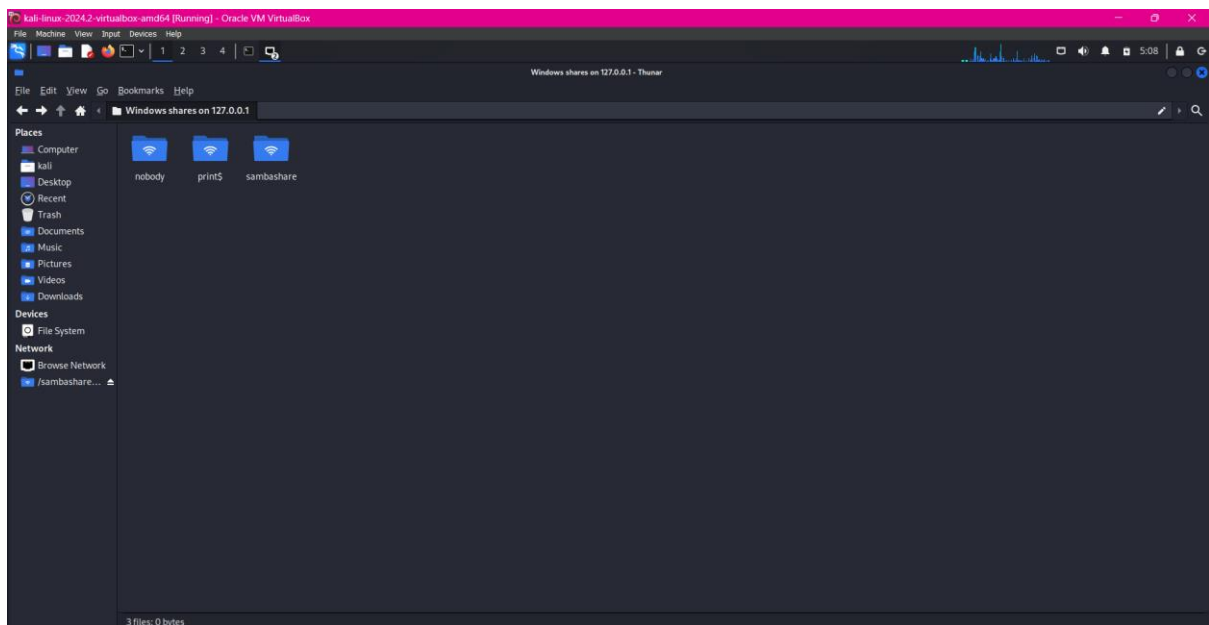 kali-linux-2024.2-virtualbox-amd64 [Running] - Oracle VM VirtualBox
File Machine View Input Devices Help
1 2 3 4
5:08
Windows shares on 127.0.0.1 - Thunar
File Edit View Go Bookmarks Help
Windows shares on 127.0.0.1
Places
Computer
kali
Desktop
Recent
Trash
Documents
Music
Pictures
Videos
Downloads
Devices
File System
Network
Browse Network
/sambashare...
nobody print$ sambashare
3 files: 0 bytes